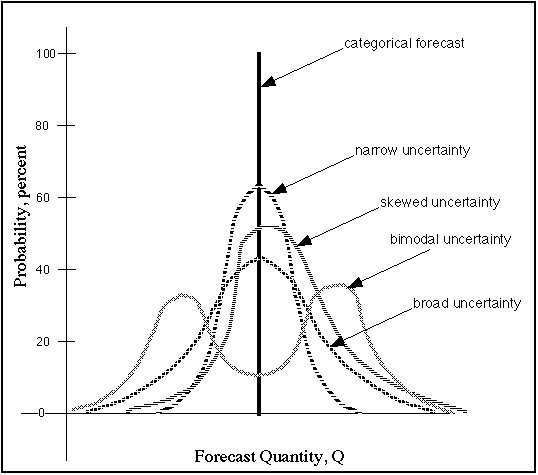 100
categorical forecast
80
narrow uncertainty
60
skewed uncertainty
bimodal uncertainty
40
broad uncertainty
20
0
Probability, percent
Forecast Quantity, Q